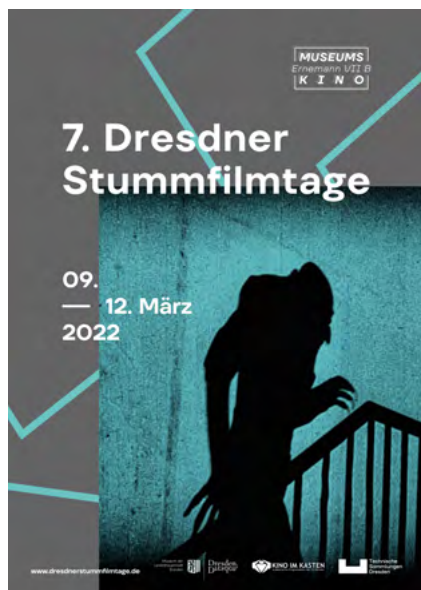 MUSEUMS
Ernemann VII B
KINO
7. Dresdner
Stummfilmtage
09.
— 12. März
2022
www.dresdnerstummfilmtage.de
Dresden.
KINO IM KASTEN
Technische
Sammlungen
Dresden